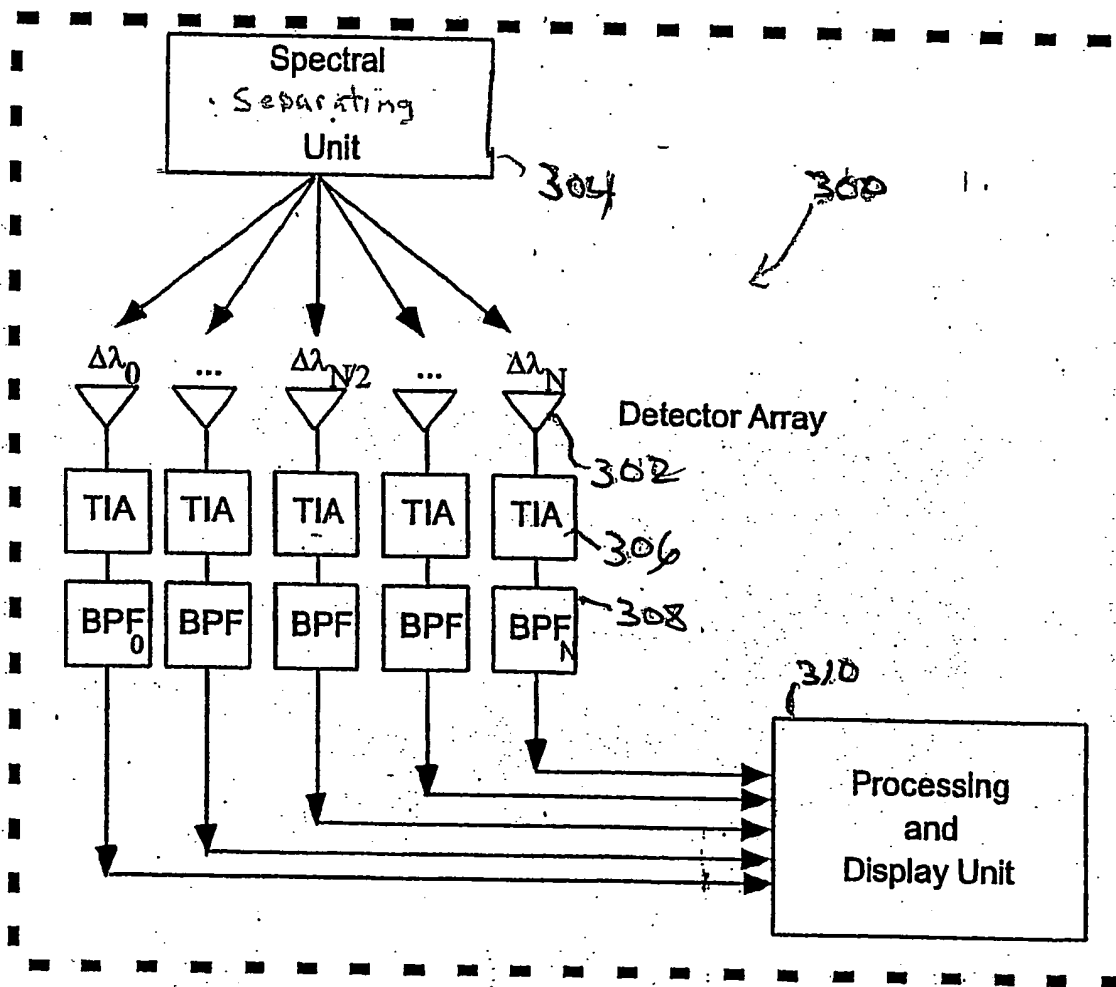 Spectral
Separating
Unit
304
300
Δλ0 ... ΔλN/2 ... ΔλN
Detector Array
302
TIA TIA TIA TIA TIA
306
BPF0 BPF BPF BPF BPFN
308
310
Processing
and
Display Unit